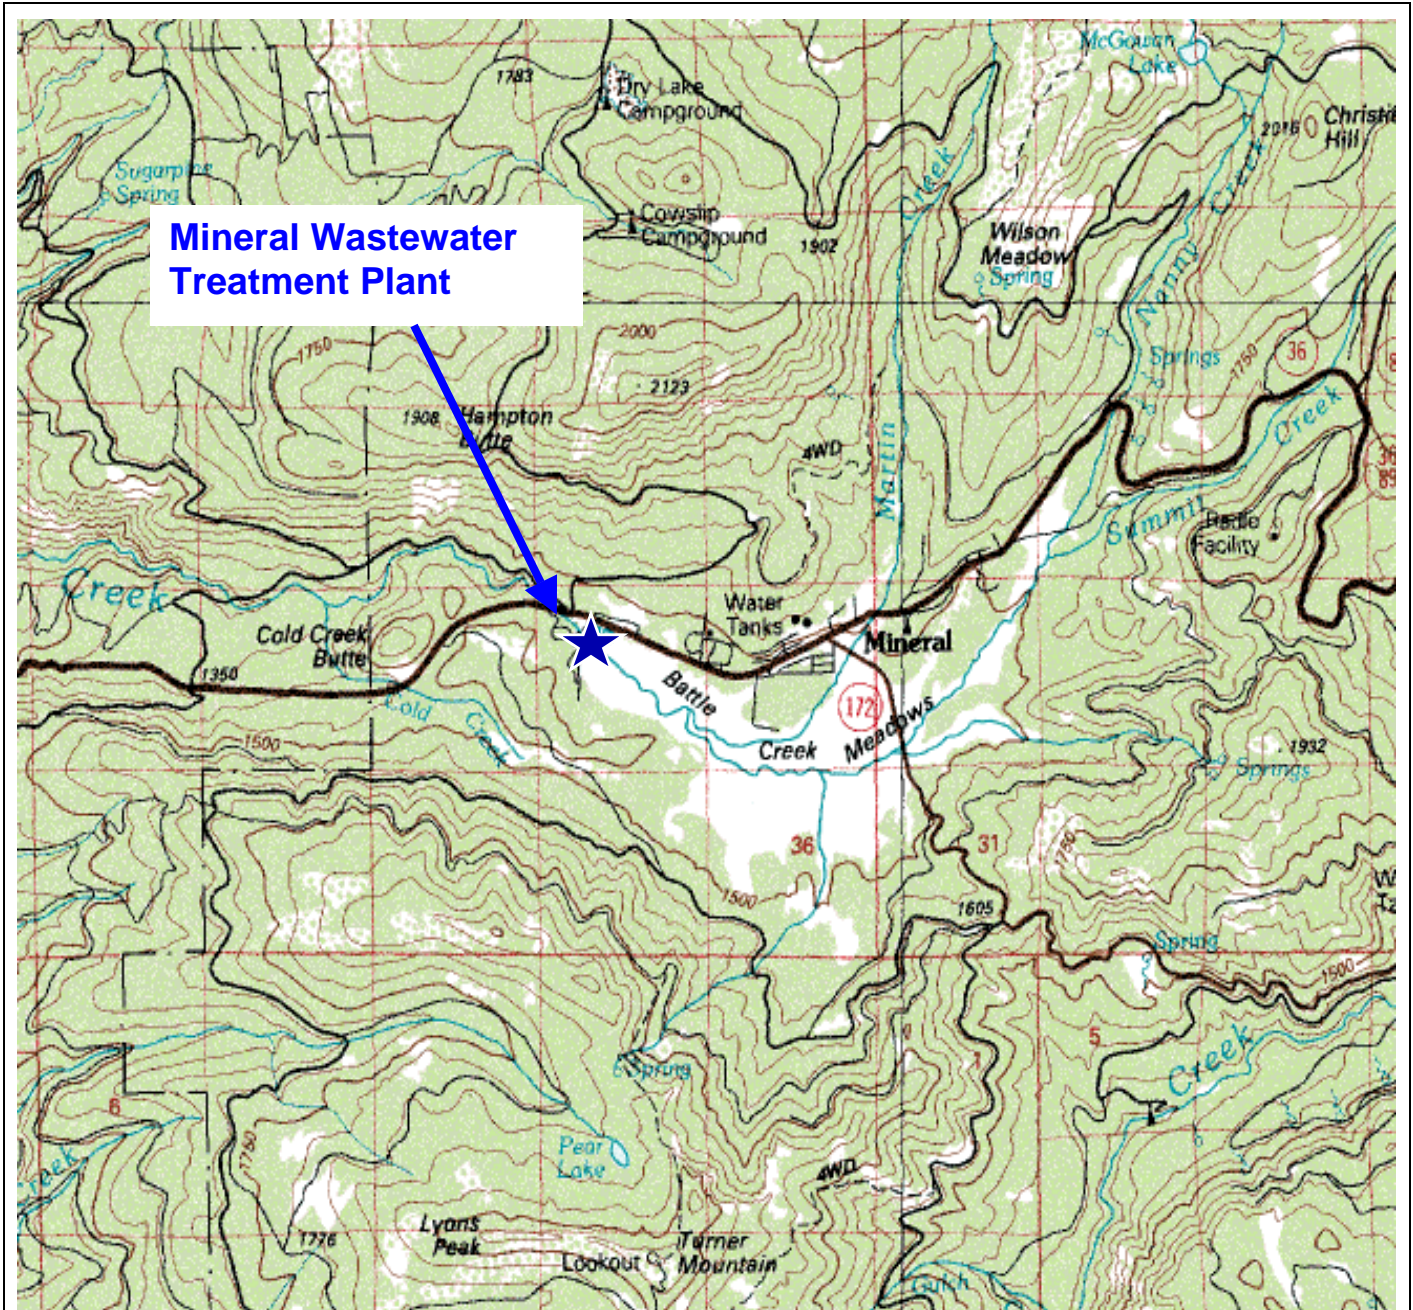 McGowan
Lake
1783
Dry Lake
Campground
2016
Christie
Hill
Creek
Creek
Sugarpine
Spring
Cowslip
Campground
1902
Wilson
Meadow
Spring
Mineral Wastewater
Treatment Plant
Nanny
1750
2000
Springs
1750
36
2123
1908
Hampton
Butte
Creek
4WD
Martin
36
89
Summit
Radio
Facility
Creek
Water
Tanks
Cold Creek
Butte
Mineral
1350
Battle
172
Cold
Creek
Meadows
1500
Creek
1932
Springs
36
31
1750
1500
1605
Spring
1500
5
Spring
1
Creek
6
1750
Pear
Lake
Creek
4WD
1776
Lyons
Peak
Turner
Mountain
Lookout
Gulch